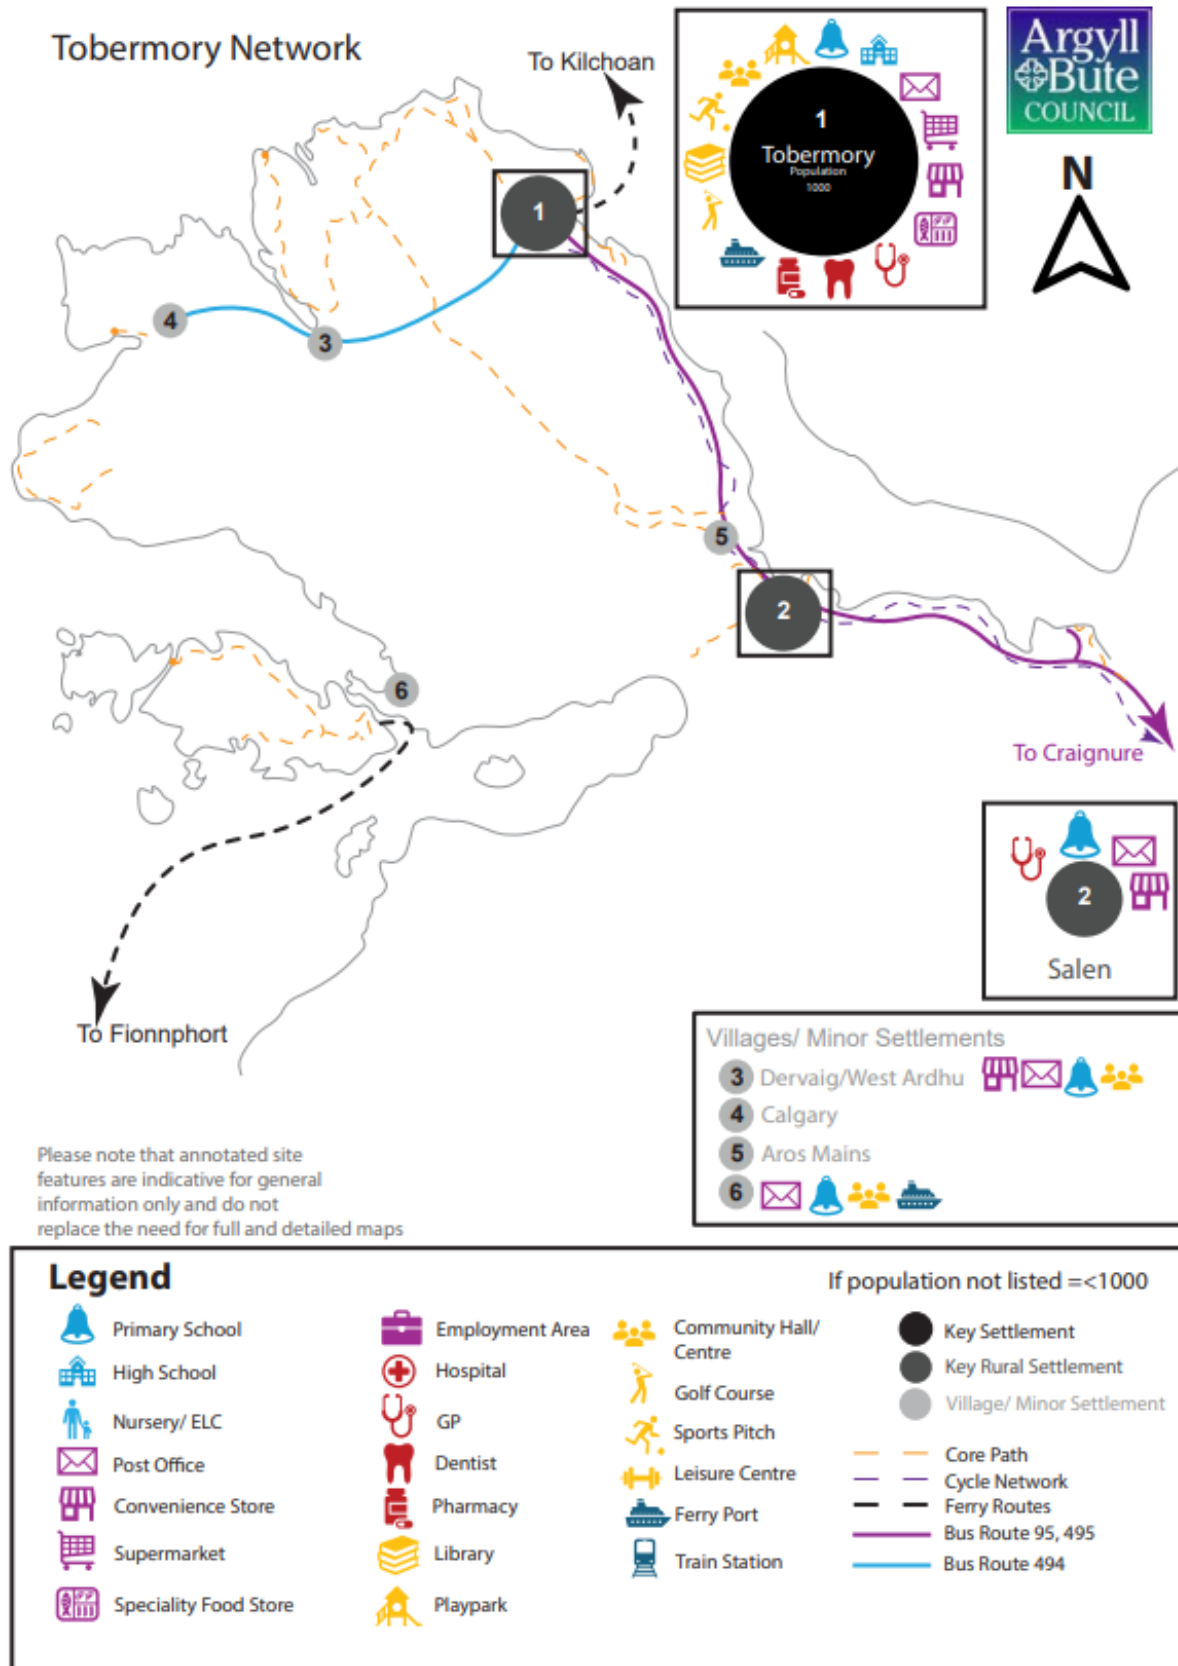 Tobermory Network
To Kilchoan
1
Tobermory
Population
1000
Argyll
Bute
COUNCIL
N
1
4
3
5
2
6
To Craignure
2
Salen
To Fionnphort
Villages/ Minor Settlements
3 Dervaig/West Ardhu
4 Calgary
5 Aros Mains
6
Please note that annotated site
features are indicative for general
information only and do not
replace the need for full and detailed maps
Legend
If population not listed =<1000
Primary School
High School
Nursery/ ELC
Post Office
Convenience Store
Supermarket
Speciality Food Store
Employment Area
Hospital
GP
Dentist
Pharmacy
Library
Playpark
Community Hall/
Centre
Golf Course
Sports Pitch
Leisure Centre
Ferry Port
Train Station
Key Settlement
Key Rural Settlement
Village/ Minor Settlement
Core Path
Cycle Network
Ferry Routes
Bus Route 95, 495
Bus Route 494